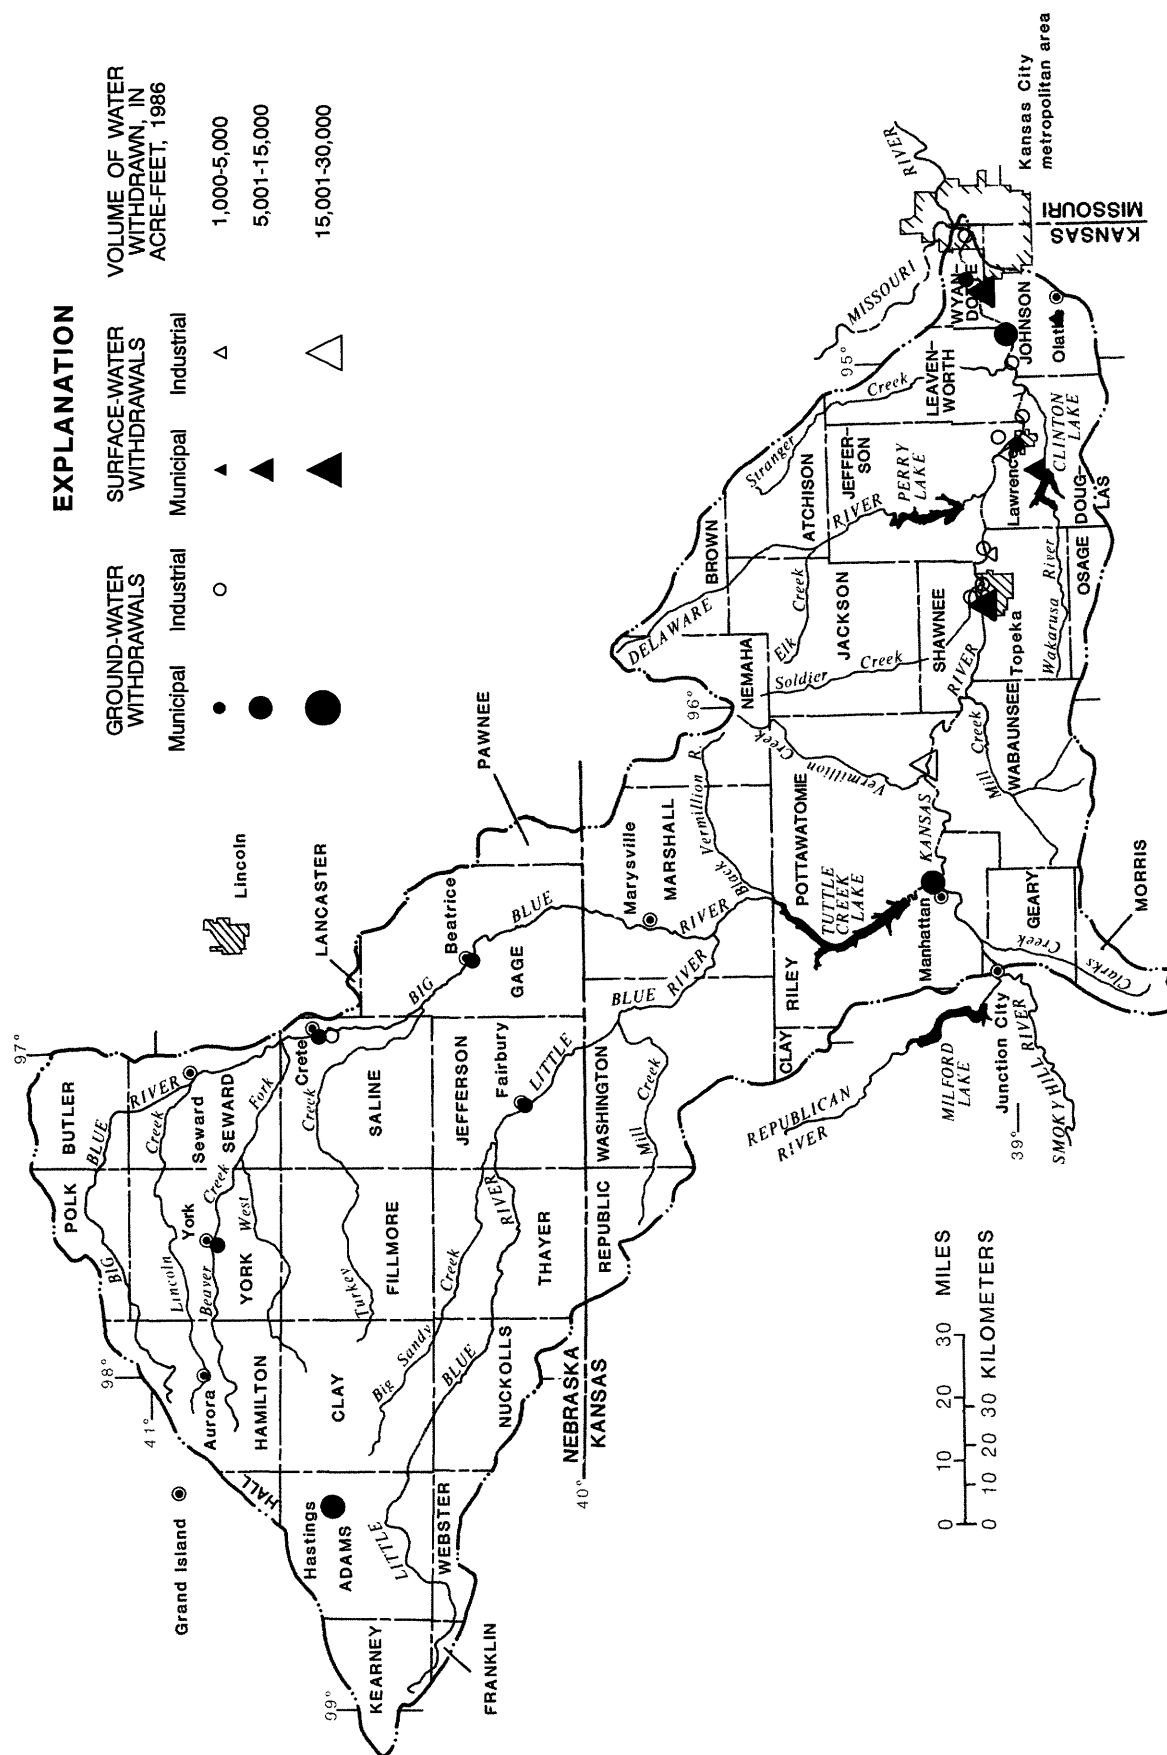 EXPLANATION
GROUND-WATER
WITHDRAWALS
SURFACE-WATER
WITHDRAWALS
VOLUME OF WATER
WITHDRAWN, IN
ACRE-FEET, 1986
Municipal
Industrial
Municipal
Industrial
1,000-5,000
5,001-15,000
15,001-30,000
Lincoln
LANCASTER
PAWNEE
97°
98°
41°
99°
40°
96°
95°
39°
Grand Island
BUTLER
POLK
BIG
BLUE
RIVER
Seward
SEWARD
Lincoln
Creek
York
YORK
Beaver
Creek
West
Fork
Aurora
HAMILTON
HALL
Hastings
ADAMS
CLAY
FILLMORE
Turkey
Creek
SALINE
Crete
BIG
BLUE
Beatrice
GAGE
JEFFERSON
Fairbury
LITTLE
BLUE
RIVER
THAYER
Big Sandy
Creek
RIVER
BLUE
NUCKOLLS
LITTLE
WEBSTER
KEARNEY
FRANKLIN
NEBRASKA
KANSAS
REPUBLIC
WASHINGTON
Mill
Creek
Marysville
MARSHALL
RIVER
Black
Vermillion R.
NEMAHA
BROWN
DELAWARE
RIVER
Elk
Creek
ATCHISON
JACKSON
Soldier
Creek
POTTAWATOMIE
Vermillion
Creek
TUTTLE
CREEK
LAKE
RILEY
CLAY
Manhattan
KANSAS
RIVER
REPUBLICAN
RIVER
MILFORD
LAKE
Junction City
SMOKY HILL RIVER
GEARY
Clarks
Creek
MORRIS
WABAUNSEE
Mill
Creek
SHAWNEE
Topeka
Wakarusa River
OSAGE
JEFFER-
SON
PERRY
LAKE
Stranger
Creek
LEAVEN-
WORTH
Lawrence
DOUG-
LAS
CLINTON
LAKE
JOHNSON
Olathe
WYAN-
DOTTE
MISSOURI
RIVER
KANSAS
MISSOURI
Kansas City
metropolitan area
0 10 20 30 MILES
0 10 20 30 KILOMETERS